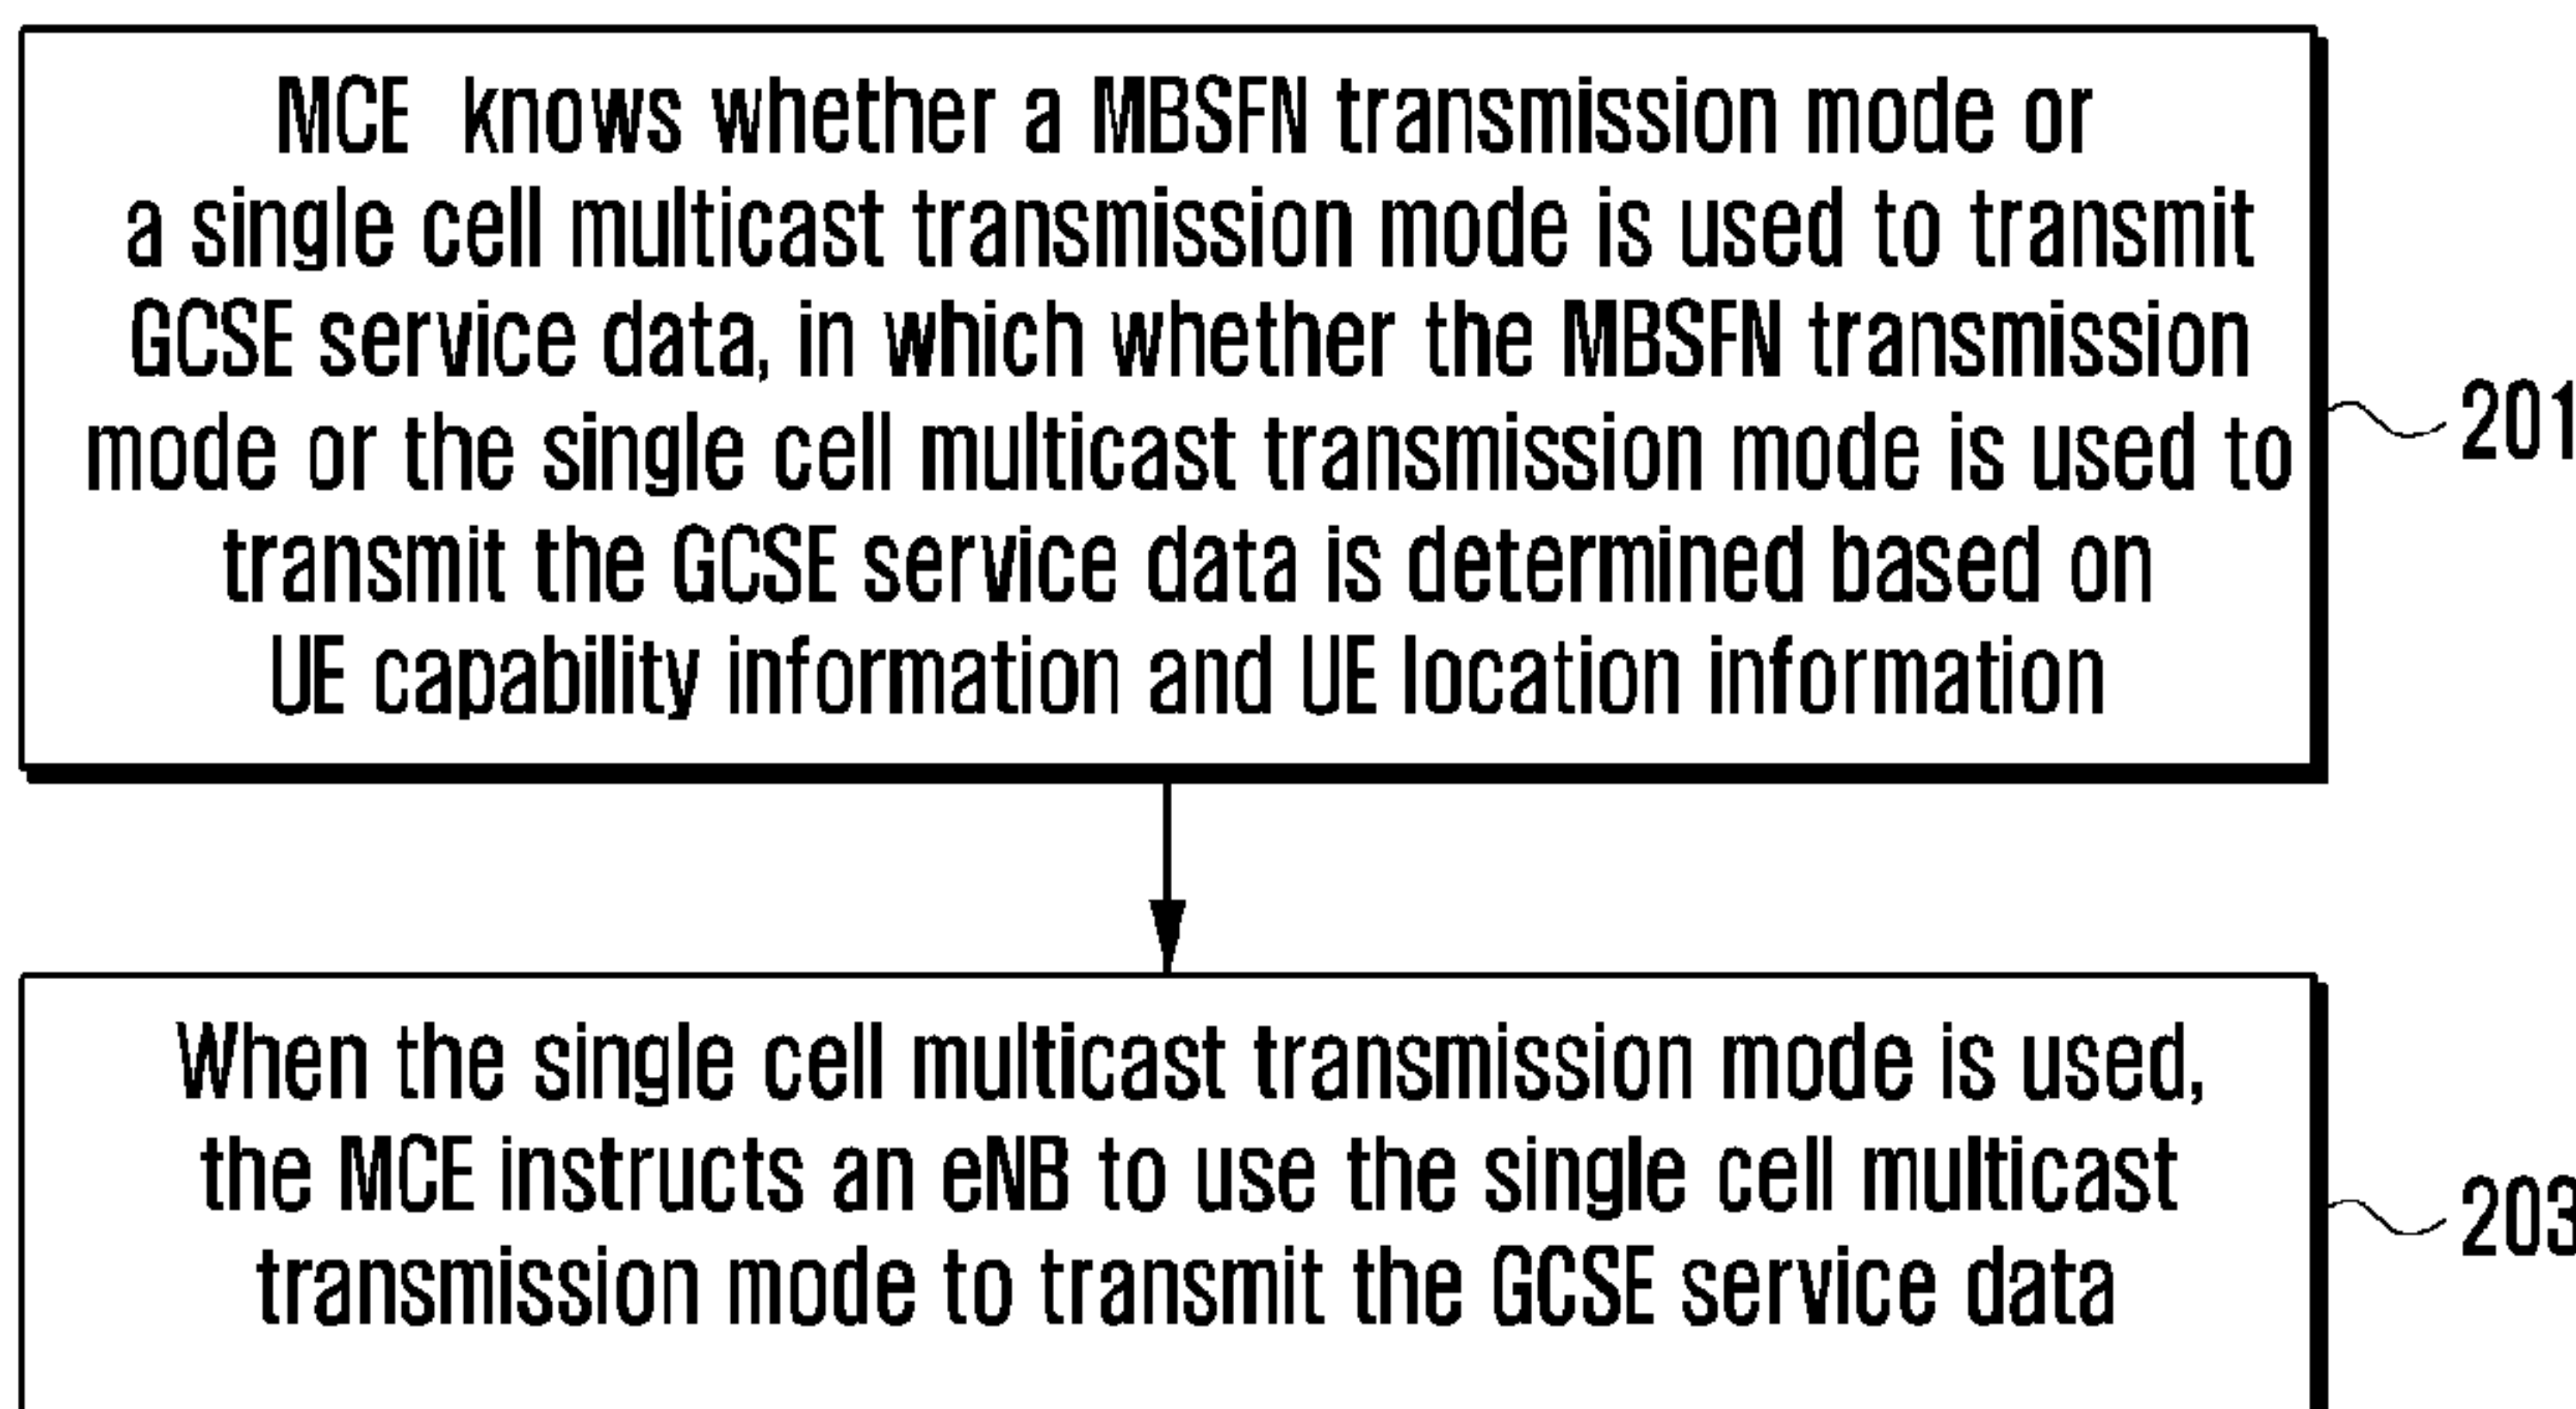 MCE knows whether a MBSFN transmission mode or
a single cell multicast transmission mode is used to transmit
GCSE service data, in which whether the MBSFN transmission
mode or the single cell multicast transmission mode is used to
transmit the GCSE service data is determined based on
UE capability information and UE location information
201
When the single cell multicast transmission mode is used,
the MCE instructs an eNB to use the single cell multicast
transmission mode to transmit the GCSE service data
203